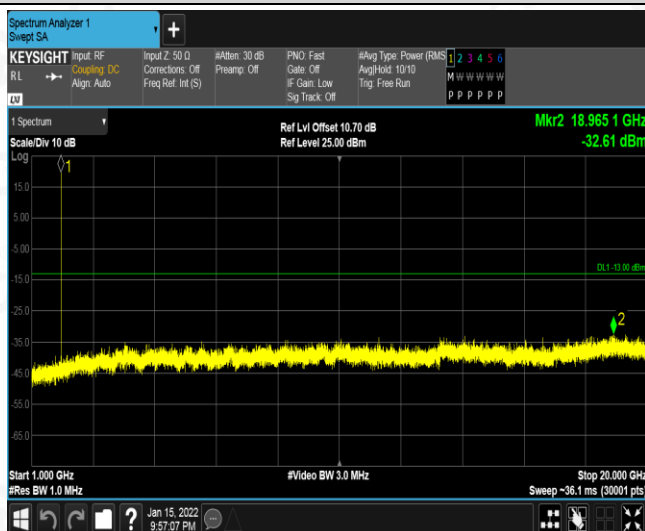 Spectrum Analyzer 1
Swept SA
+
KEYSIGHT
RL
LXI
Input: RF
Coupling: DC
Align: Auto
Input Z: 50 Ω
Corrections: Off
Freq Ref: Int (S)
#Atten: 30 dB
Preamp: Off
PNO: Fast
Gate: Off
IF Gain: Low
Sig Track: Off
#Avg Type: Power (RMS
Avg|Hold: 10/10
Trig: Free Run
1 2 3 4 5 6
M W W W W W
P P P P P P
1 Spectrum
Scale/Div 10 dB
Ref Lvl Offset 10.70 dB
Ref Level 25.00 dBm
Mkr2 18.965 1 GHz
-32.61 dBm
Log
1
15.0
5.00
-5.00
DL1 -13.00 dBm
-15.0
-25.0
2
-35.0
-45.0
-55.0
-65.0
Start 1.000 GHz
#Res BW 1.0 MHz
#Video BW 3.0 MHz
Stop 20.000 GHz
Sweep ~36.1 ms (30001 pts)
?
Jan 15, 2022
9:57:07 PM